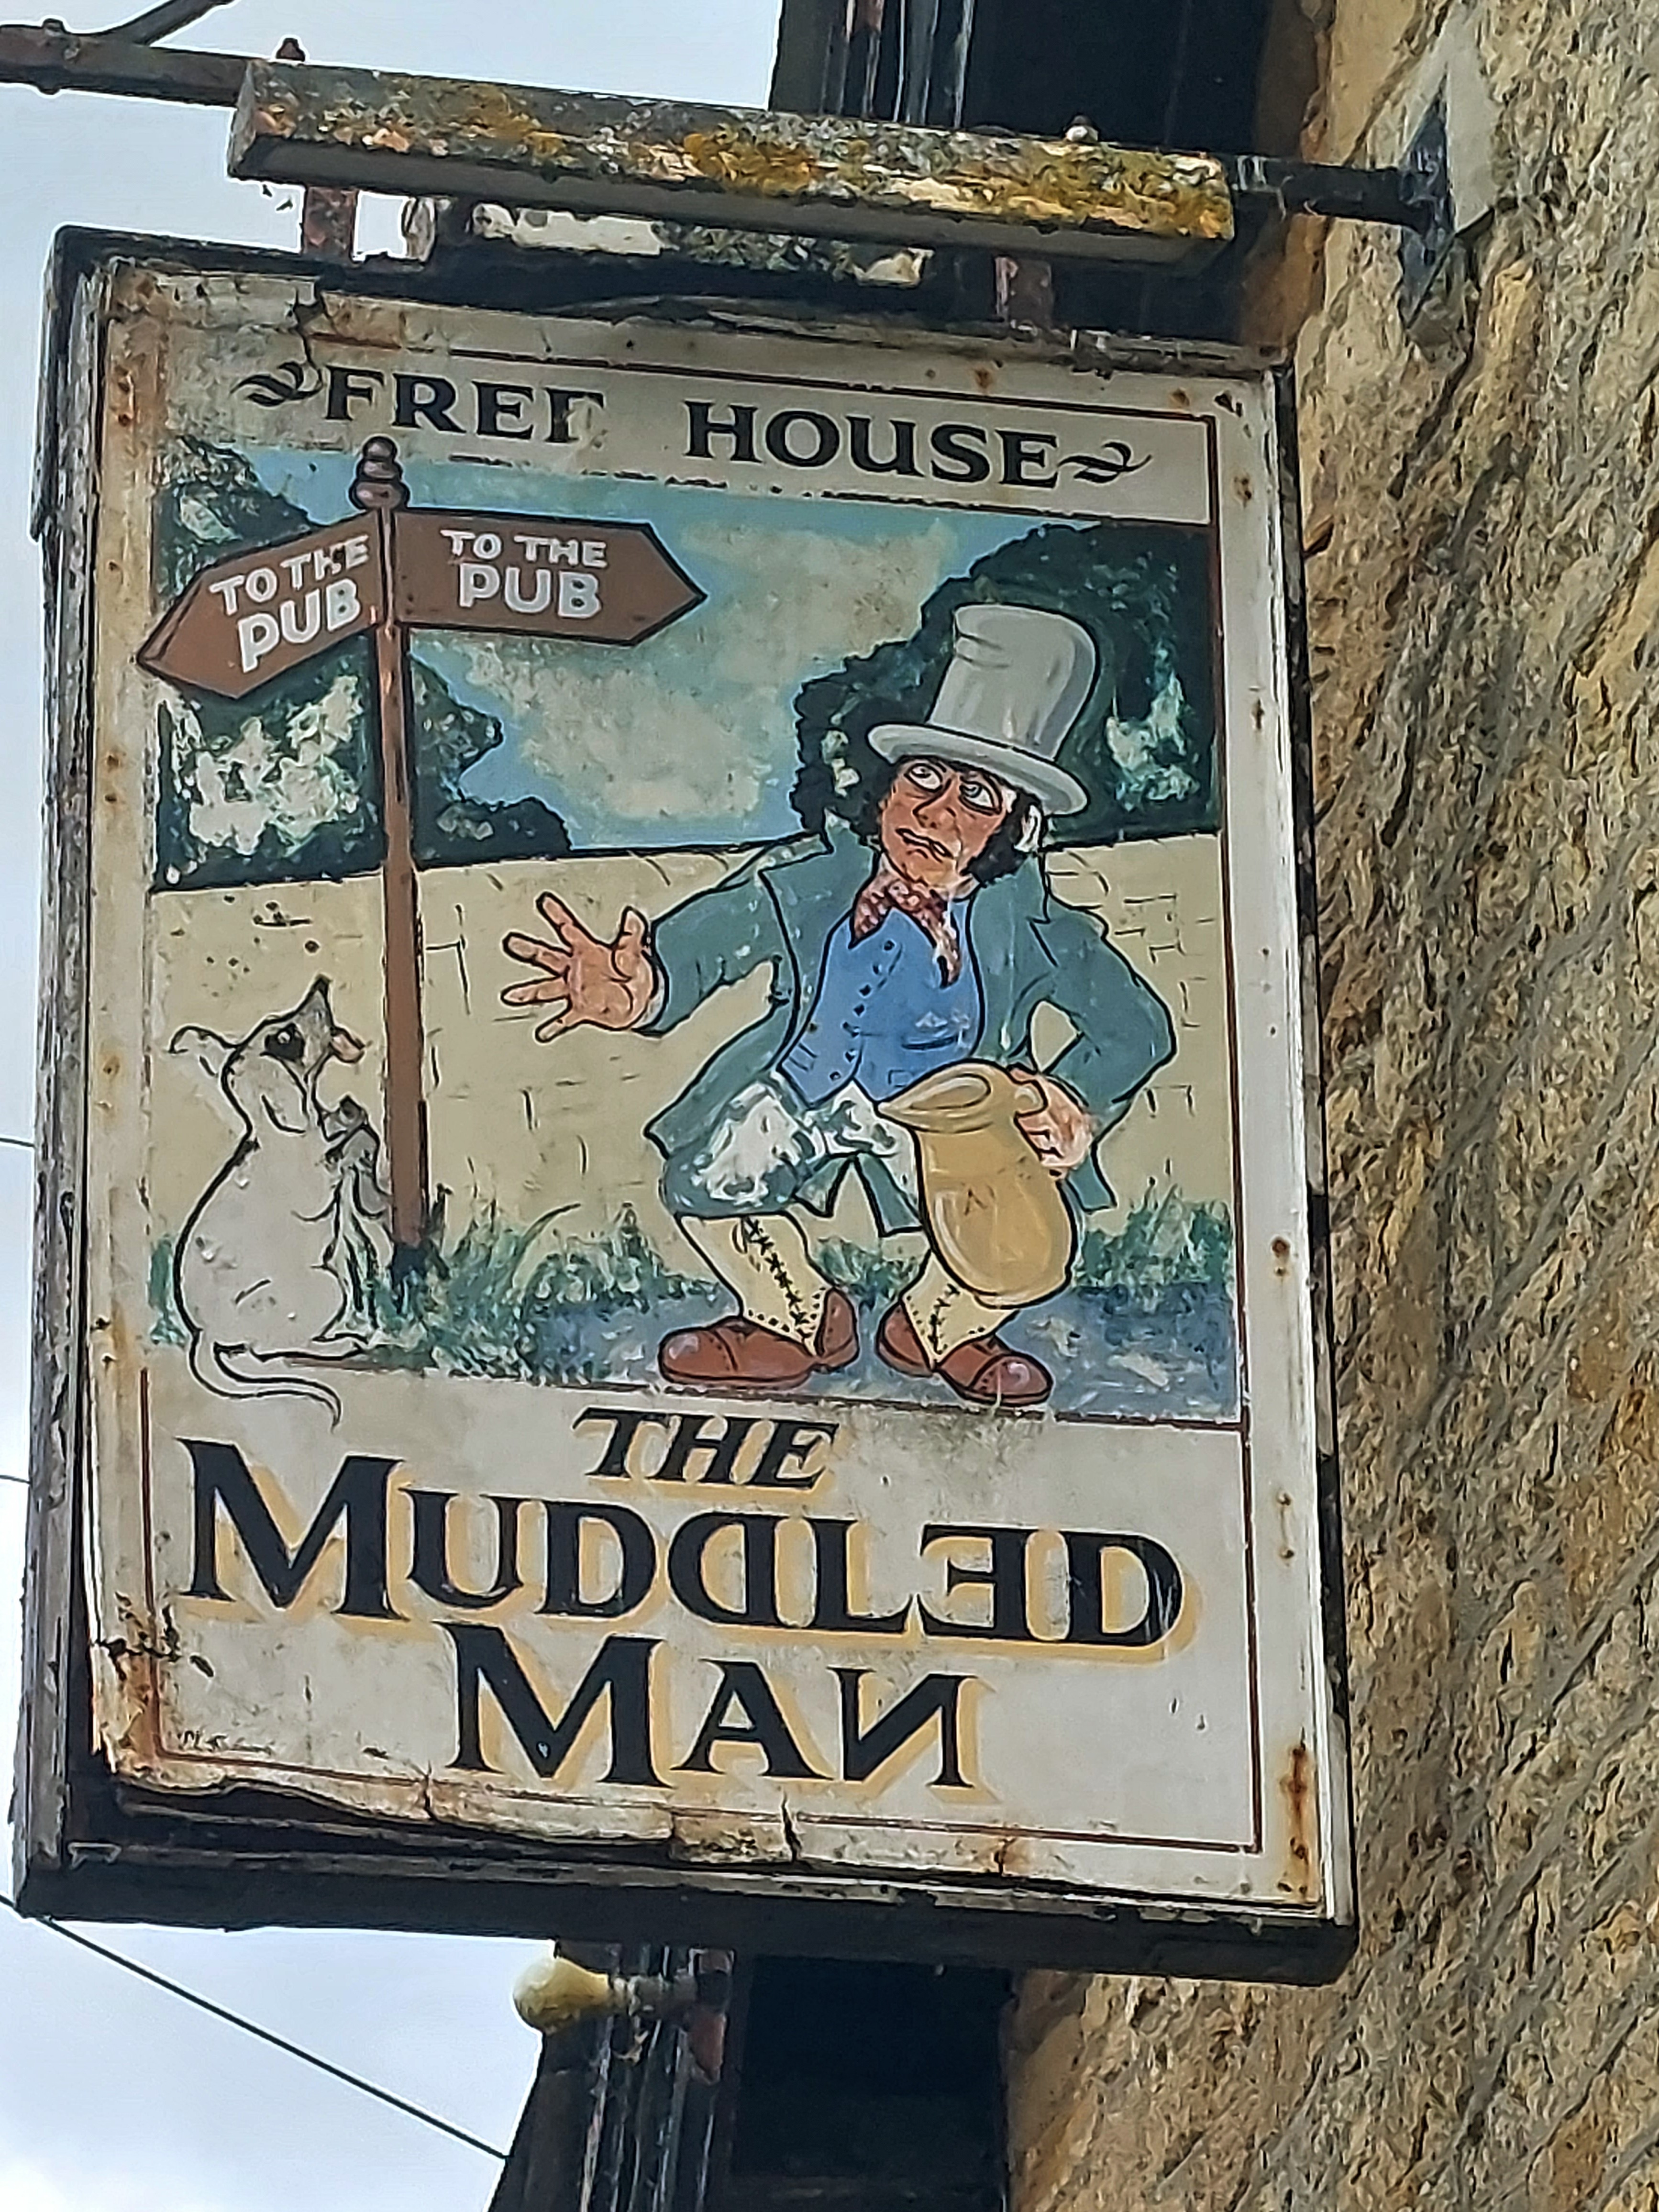 FREE HOUSE
TO THE
PUB
TO THE
PUB
THE
MUDDLED
MAN